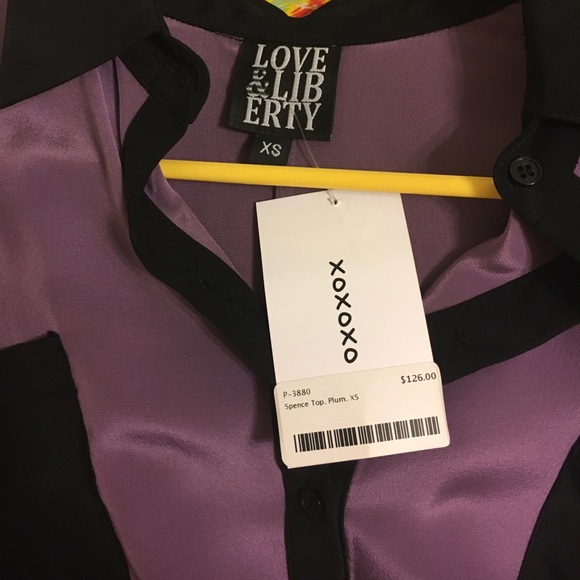 LOVE
&LIB
ERTY
XS
XOXOXO
P-3880 $126.00
Spence Top, Plum, XS